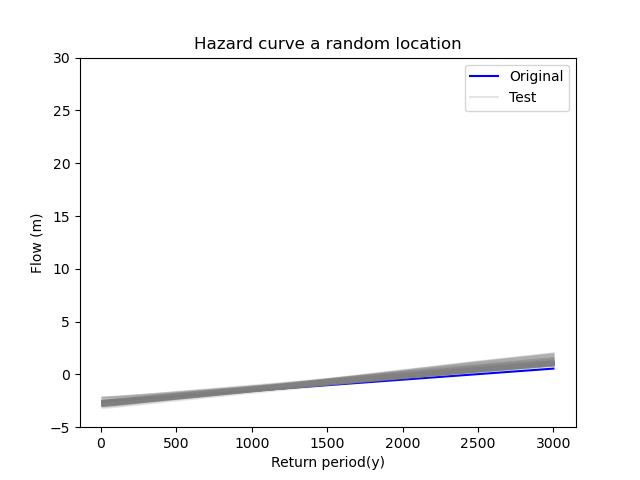 Hazard curve a random location
Original
Test
Flow (m)
30
25
20
15
10
5
0
−5
0 500 1000 1500 2000 2500 3000
Return period(y)